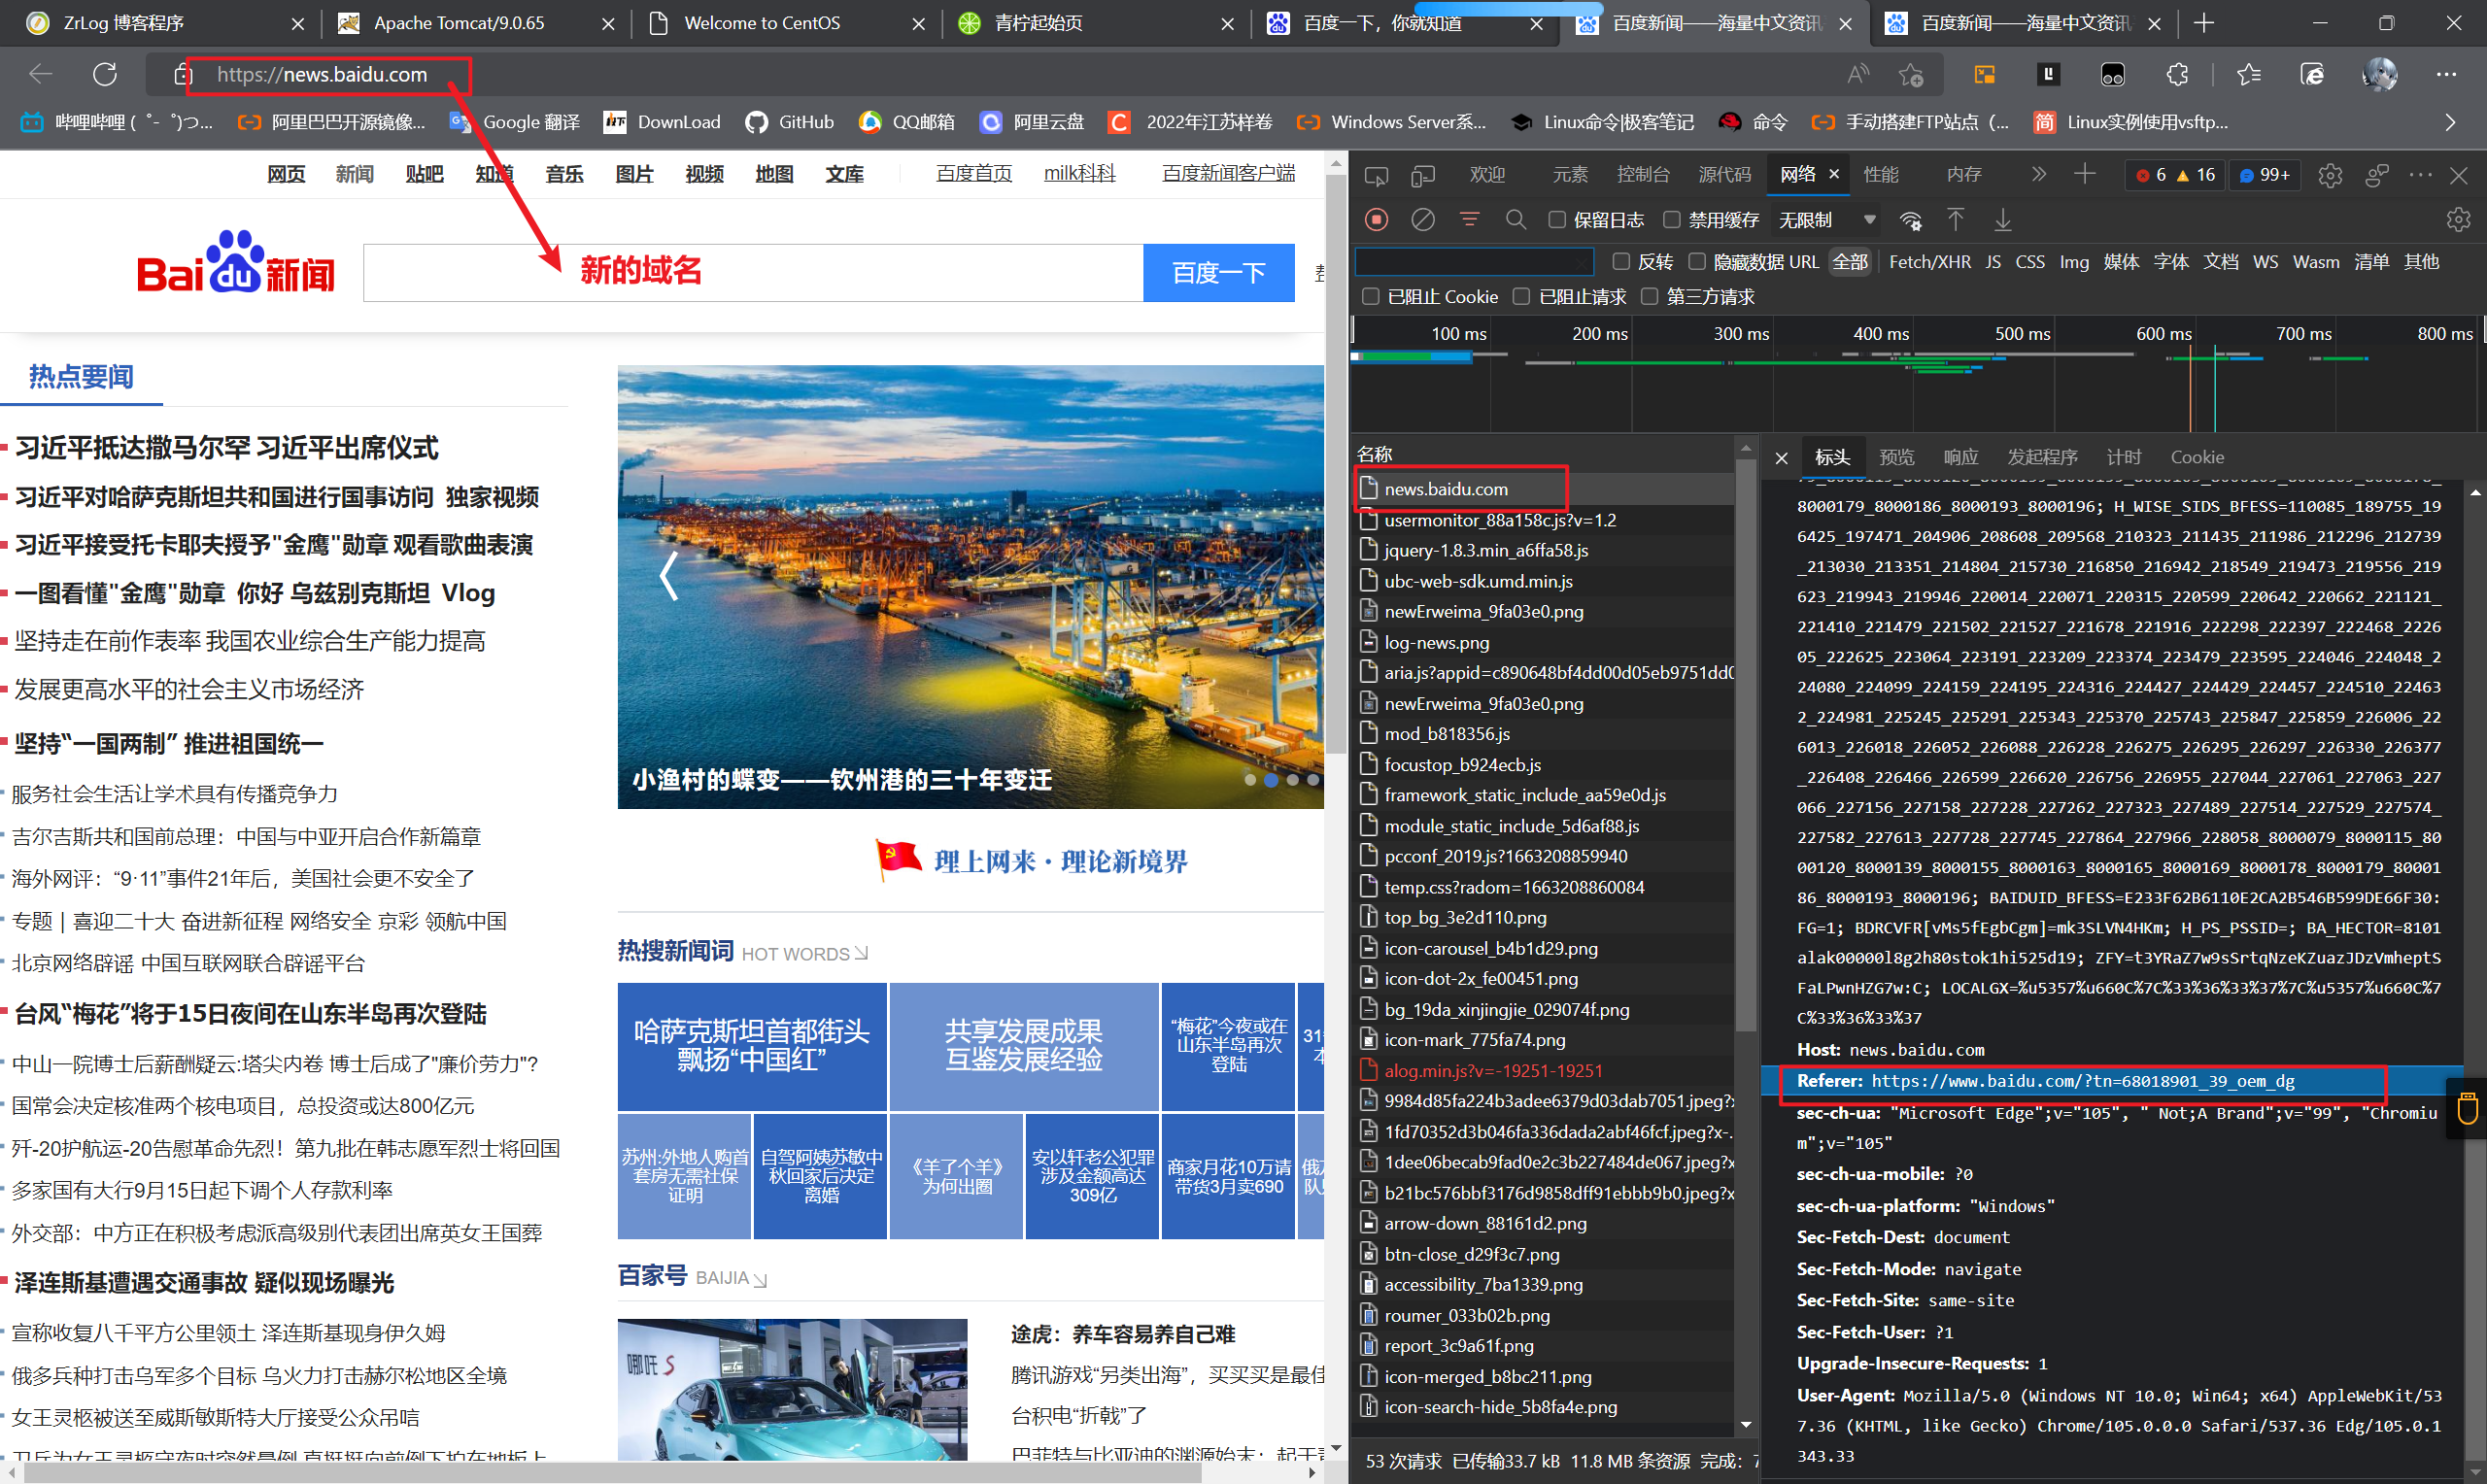 ZrLog 博客程序
Apache Tomcat/9.0.65
Welcome to CentOS
青柠起始页
百度一下，你就知道
百度新闻——海量中文资讯
百度新闻——海量中文资讯
https://news.baidu.com
哔哩哔哩 (゜-゜)つ...
阿里巴巴开源镜像...
Google 翻译
DownLoad
GitHub
QQ邮箱
阿里云盘
2022年江苏样卷
Windows Server系...
Linux命令|极客笔记
命令
手动搭建FTP站点（...
Linux实例使用vsftp...
网页 新闻 贴吧 知道 音乐 图片 视频 地图 文库
百度首页 milk科科 百度新闻客户端
Bai du 新闻
新的域名
百度一下
热点要闻
习近平抵达撒马尔罕 习近平出席仪式
习近平对哈萨克斯坦共和国进行国事访问 独家视频
习近平接受托卡耶夫授予"金鹰"勋章 观看歌曲表演
一图看懂"金鹰"勋章 你好 乌兹别克斯坦 Vlog
坚持走在前作表率 我国农业综合生产能力提高
发展更高水平的社会主义市场经济
坚持“一国两制” 推进祖国统一
服务社会生活让学术具有传播竞争力
吉尔吉斯共和国前总理：中国与中亚开启合作新篇章
海外网评：“9·11”事件21年后，美国社会更不安全了
专题 | 喜迎二十大 奋进新征程 网络安全 京彩 领航中国
北京网络辟谣 中国互联网联合辟谣平台
台风“梅花”将于15日夜间在山东半岛再次登陆
中山一院博士后薪酬疑云:塔尖内卷 博士后成了"廉价劳力"?
国常会决定核准两个核电项目，总投资或达800亿元
歼-20护航运-20告慰革命先烈！第九批在韩志愿军烈士将回国
多家国有大行9月15日起下调个人存款利率
外交部：中方正在积极考虑派高级别代表团出席英女王国葬
泽连斯基遭遇交通事故 疑似现场曝光
宣称收复八千平方公里领土 泽连斯基现身伊久姆
俄多兵种打击乌军多个目标 乌火力打击赫尔松地区全境
女王灵柩被送至威斯敏斯特大厅接受公众吊唁
小渔村的蝶变——钦州港的三十年变迁
理上网来·理论新境界
热搜新闻词 HOT WORDS
哈萨克斯坦首都街头
飘扬“中国红”
共享发展成果
互鉴发展经验
“梅花”今夜或在
山东半岛再次
登陆
苏州:外地人购首
套房无需社保
证明
自驾阿姨苏敏中
秋回家后决定
离婚
《羊了个羊》
为何出圈
安以轩老公犯罪
涉及金额高达
309亿
商家月花10万请
带货3月卖690
百家号 BAIJIA
途虎：养车容易养自己难
腾讯游戏“另类出海”，买买买是最佳
台积电“折戟”了
巴菲特与比亚迪的渊源始末：起于
欢迎 元素 控制台 源代码 网络 性能 内存
6 16 99+
保留日志 禁用缓存 无限制
反转 隐藏数据 URL 全部 Fetch/XHR JS CSS Img 媒体 字体 文档 WS Wasm 清单 其他
已阻止 Cookie 已阻止请求 第三方请求
100 ms 200 ms 300 ms 400 ms 500 ms 600 ms 700 ms 800 ms
名称
news.baidu.com
usermonitor_88a158c.js?v=1.2
jquery-1.8.3.min_a6ffa58.js
ubc-web-sdk.umd.min.js
newErweima_9fa03e0.png
log-news.png
aria.js?appid=c890648bf4dd00d05eb9751dd0
newErweima_9fa03e0.png
mod_b818356.js
focustop_b924ecb.js
framework_static_include_aa59e0d.js
module_static_include_5d6af88.js
pcconf_2019.js?1663208859940
temp.css?radom=1663208860084
top_bg_3e2d110.png
icon-carousel_b4b1d29.png
icon-dot-2x_fe00451.png
bg_19da_xinjingjie_029074f.png
icon-mark_775fa74.png
alog.min.js?v=-19251-19251
9984d85fa224b3adee6379d03dab7051.jpeg?x
1fd70352d3b046fa336dada2abf46fcf.jpeg?x-.
1dee06becab9fad0e2c3b227484de067.jpeg?x
b21bc576bbf3176d9858dff91ebbb9b0.jpeg?x
arrow-down_88161d2.png
btn-close_d29f3c7.png
accessibility_7ba1339.png
roumer_033b02b.png
report_3c9a61f.png
icon-merged_b8bc211.png
icon-search-hide_5b8fa4e.png
53 次请求 已传输33.7 kB 11.8 MB 条资源 完成：
标头 预览 响应 发起程序 计时 Cookie
8000179_8000186_8000193_8000196; H_WISE_SIDS_BFESS=110085_189755_19
6425_197471_204906_208608_209568_210323_211435_211986_212296_212739
_213030_213351_214804_215730_216850_216942_218549_219473_219556_219
623_219943_219946_220014_220071_220315_220599_220642_220662_221121_
221410_221479_221502_221527_221678_221916_222298_222397_222468_2226
05_222625_223064_223191_223209_223374_223479_223595_224046_224048_2
24080_224099_224159_224195_224316_224427_224429_224457_224510_22463
2_224981_225245_225291_225343_225370_225743_225847_225859_226006_22
6013_226018_226052_226088_226228_226275_226295_226297_226330_226377
_226408_226466_226599_226620_226756_226955_227044_227061_227063_227
066_227156_227158_227228_227262_227323_227489_227514_227529_227574_
227582_227613_227728_227745_227864_227966_228058_8000079_8000115_80
00120_8000139_8000155_8000163_8000165_8000169_8000178_8000179_80001
86_8000193_8000196; BAIDUID_BFESS=E233F62B6110E2CA2B546B599DE66F30:
FG=1; BDRCVFR[vMs5fEgbCgm]=mk3SLVN4HKm; H_PS_PSSID=; BA_HECTOR=8101
alak00000l8g2h80stok1hi525d19; ZFY=t3YRaZ7w9sSrtqNzeKZuazJDzVmheptS
FaLPwnHZG7w:C; LOCALGX=%u5357%u660C%7C%33%36%33%37%7C%u5357%u660C%7
C%33%36%33%37
Host: news.baidu.com
Referer: https://www.baidu.com/?tn=68018901_39_oem_dg
sec-ch-ua: "Microsoft Edge";v="105", " Not;A Brand";v="99", "Chromiu
m";v="105"
sec-ch-ua-mobile: ?0
sec-ch-ua-platform: "Windows"
Sec-Fetch-Dest: document
Sec-Fetch-Mode: navigate
Sec-Fetch-Site: same-site
Sec-Fetch-User: ?1
Upgrade-Insecure-Requests: 1
User-Agent: Mozilla/5.0 (Windows NT 10.0; Win64; x64) AppleWebKit/53
7.36 (KHTML, like Gecko) Chrome/105.0.0.0 Safari/537.36 Edg/105.0.1
343.33